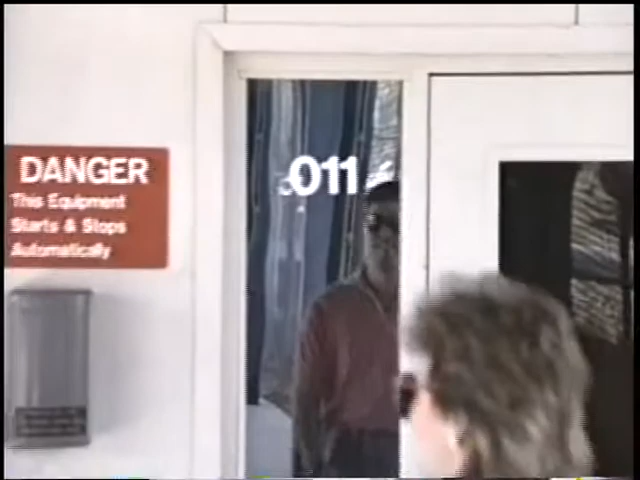 DANGER
This Equipment
Starts & Stops
Automatically
011